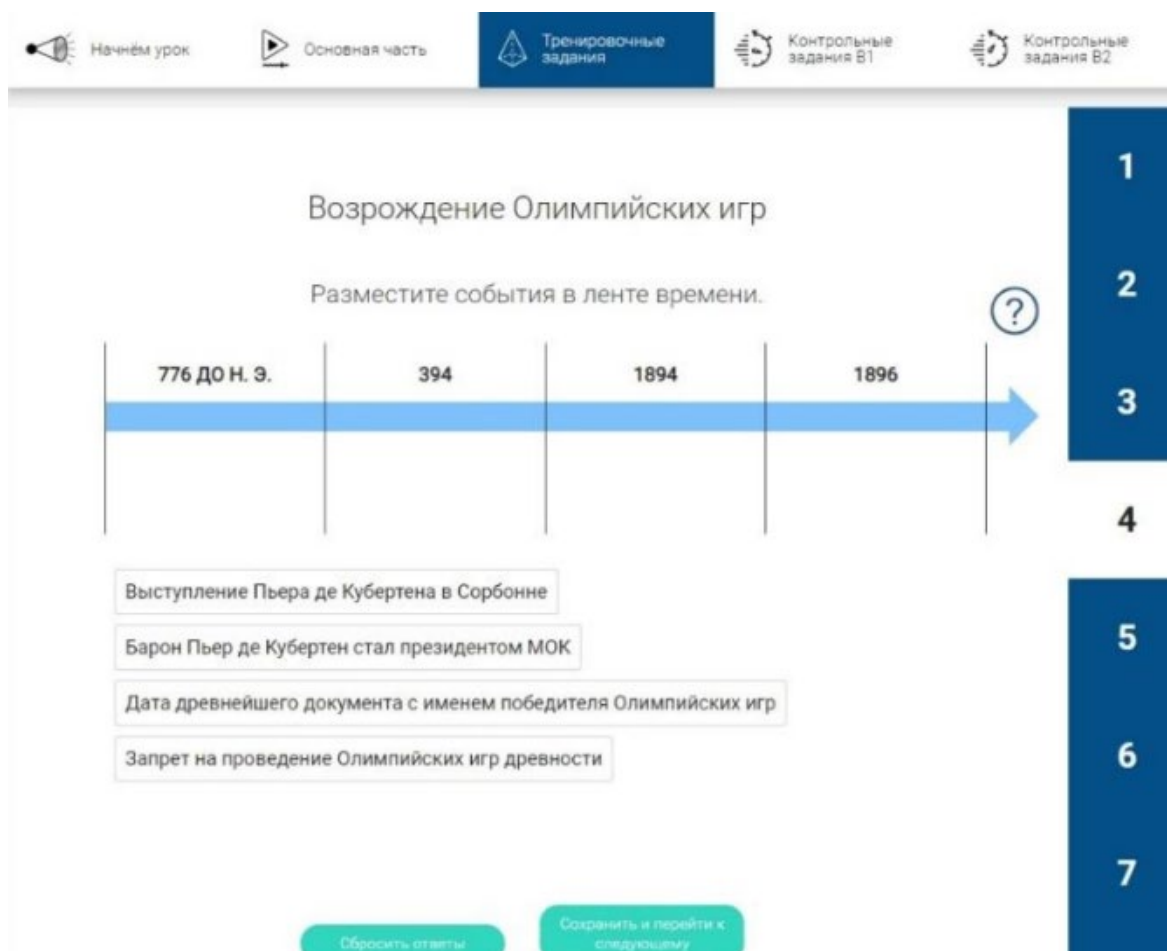 Начнём урок
Основная часть
Тренировочные
задания
Контрольные
задания В1
Контрольные
задания В2
1
Возрождение Олимпийских игр
2
Разместите события в ленте времени.
?
776 ДО Н. Э.
394
1894
1896
3
4
Выступление Пьера де Кубертена в Сорбонне
5
Барон Пьер де Кубертен стал президентом МОК
Дата древнейшего документа с именем победителя Олимпийских игр
Запрет на проведение Олимпийских игр древности
6
7
Сбросить ответы
Сохранить и перейти к
следующему